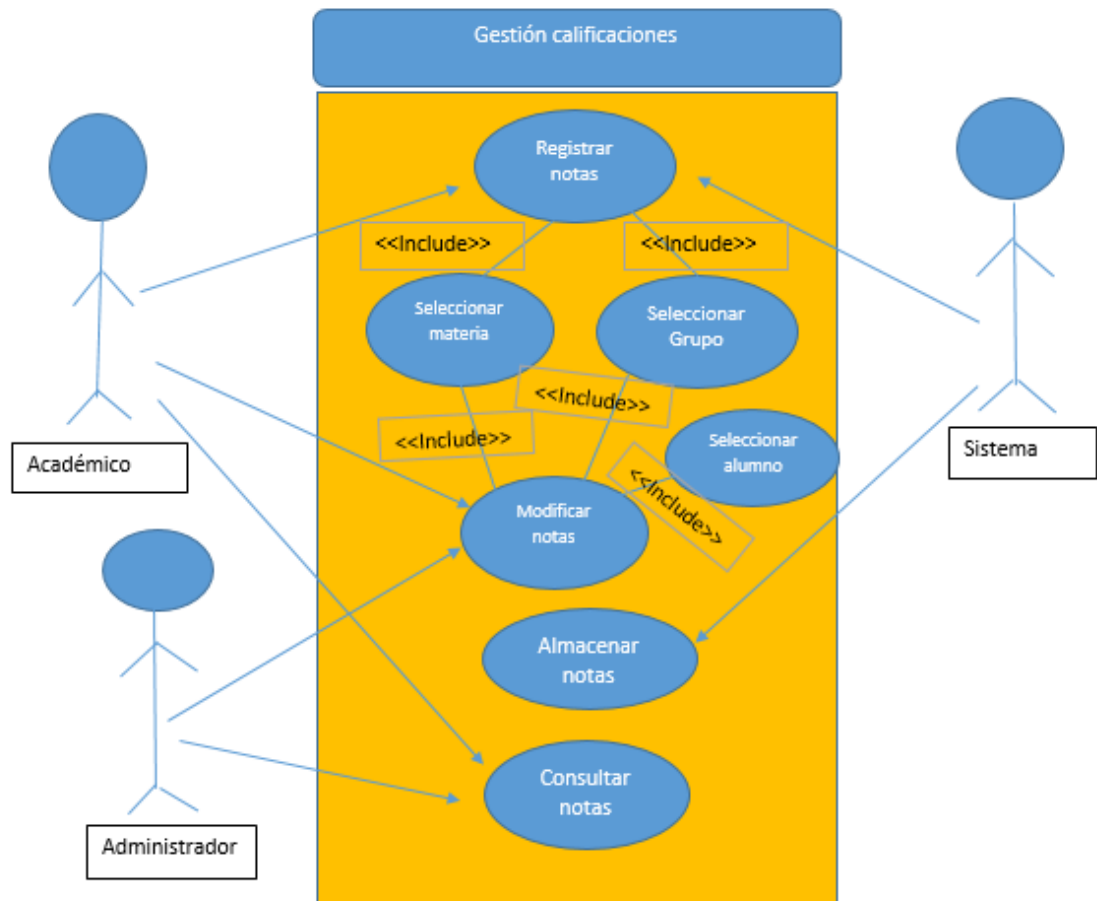 Gestión calificaciones
Registrar
notas
<<Include>>
<<Include>>
Seleccionar
materia
Seleccionar
Grupo
<<Include>>
<<Include>>
Seleccionar
alumno
<<Include>>
Académico
Sistema
Modificar
notas
Almacenar
notas
Consultar
notas
Administrador